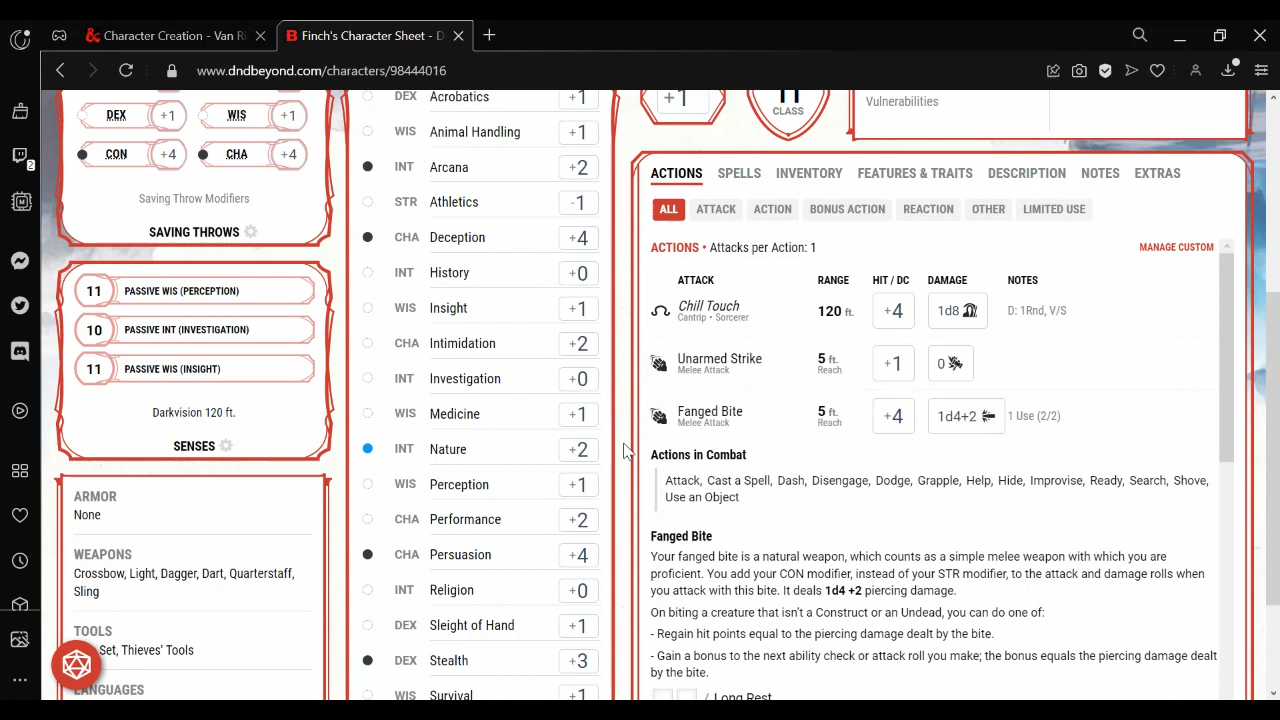 Character Creation - Van Ri
Finch's Character Sheet - D
www.dndbeyond.com/characters/98444016
2
DEX +1 WIS +1
CON +4 CHA +4
Saving Throw Modifiers
SAVING THROWS
11 PASSIVE WIS (PERCEPTION)
10 PASSIVE INT (INVESTIGATION)
11 PASSIVE WIS (INSIGHT)
Darkvision 120 ft.
SENSES
ARMOR
None
WEAPONS
Crossbow, Light, Dagger, Dart, Quarterstaff,
Sling
TOOLS
Set, Thieves' Tools
LANGUAGES
DEX Acrobatics +1
WIS Animal Handling +1
INT Arcana +2
STR Athletics -1
CHA Deception +4
INT History +0
WIS Insight +1
CHA Intimidation +2
INT Investigation +0
WIS Medicine +1
INT Nature +2
WIS Perception +1
CHA Performance +2
CHA Persuasion +4
INT Religion +0
DEX Sleight of Hand +1
DEX Stealth +3
WIS Survival +1
+1
11
CLASS
Vulnerabilities
ACTIONS SPELLS INVENTORY FEATURES & TRAITS DESCRIPTION NOTES EXTRAS
ALL ATTACK ACTION BONUS ACTION REACTION OTHER LIMITED USE
ACTIONS • Attacks per Action: 1 MANAGE CUSTOM
ATTACK RANGE HIT / DC DAMAGE NOTES
Chill Touch 120 ft. +4 1d8 D: 1Rnd, V/S
Cantrip • Sorcerer
Unarmed Strike 5 ft. +1 0
Melee Attack Reach
Fanged Bite 5 ft. +4 1d4+2 1 Use (2/2)
Melee Attack Reach
Actions in Combat
Attack, Cast a Spell, Dash, Disengage, Dodge, Grapple, Help, Hide, Improvise, Ready, Search, Shove,
Use an Object
Fanged Bite
Your fanged bite is a natural weapon, which counts as a simple melee weapon with which you are
proficient. You add your CON modifier, instead of your STR modifier, to the attack and damage rolls when
you attack with this bite. It deals 1d4 +2 piercing damage.
On biting a creature that isn't a Construct or an Undead, you can do one of:
- Regain hit points equal to the piercing damage dealt by the bite.
- Gain a bonus to the next ability check or attack roll you make; the bonus equals the piercing damage dealt
by the bite.
/ Long Rest